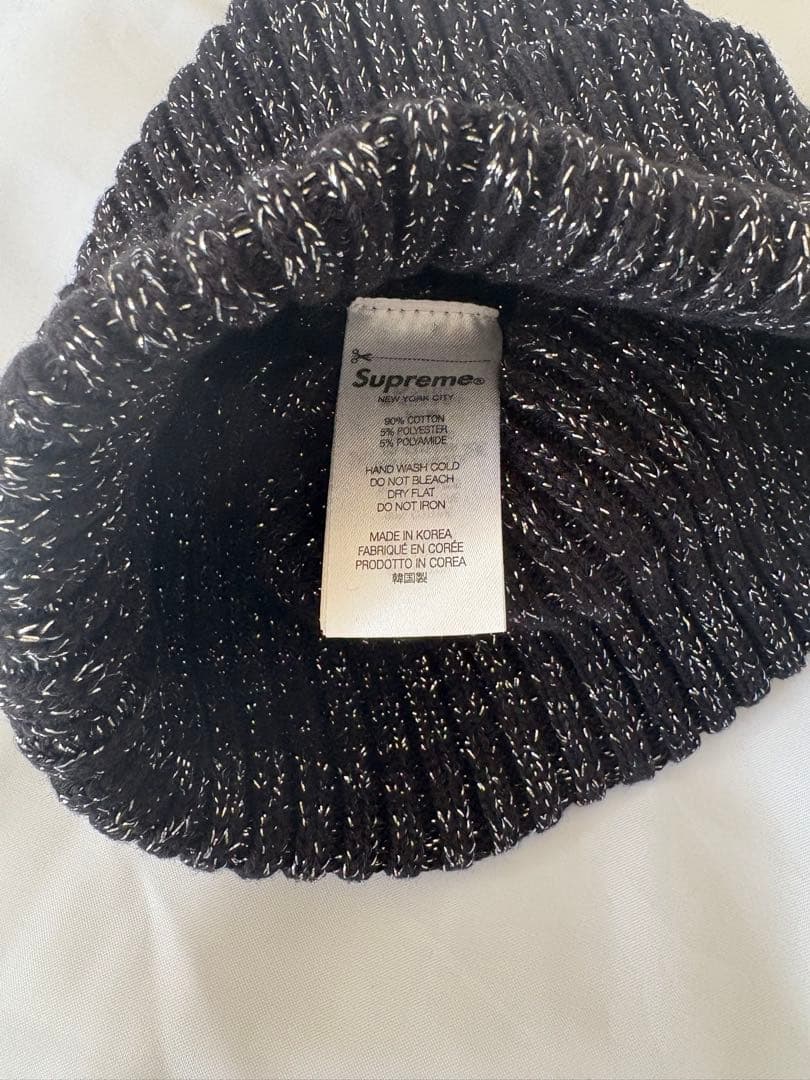 Supreme®
NEW YORK CITY
90% COTTON
5% POLYESTER
5% POLYAMIDE
HAND WASH COLD
DO NOT BLEACH
DRY FLAT
DO NOT IRON
MADE IN KOREA
FABRIQUÉ EN CORÉE
PRODOTTO IN COREA
韓国製